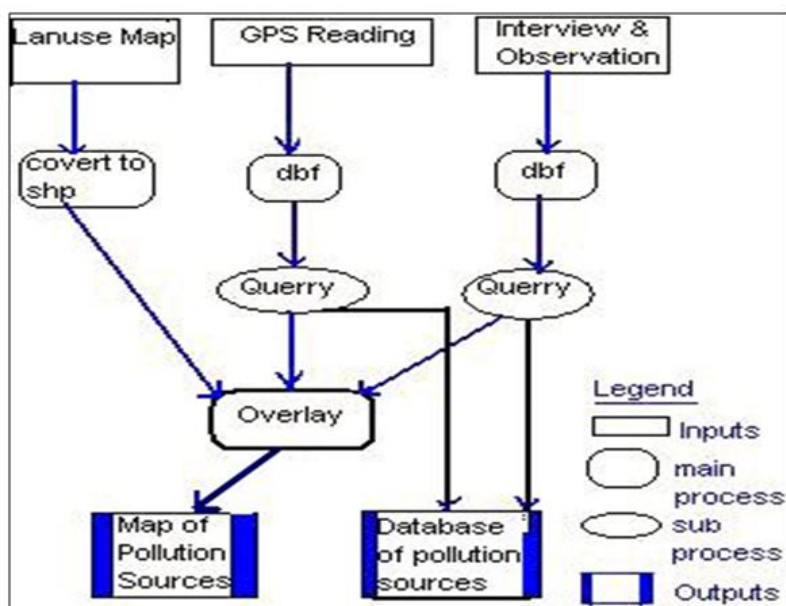 Lanuse Map
GPS Reading
Interview &
Observation
covert to
shp
dbf
dbf
Querry
Querry
Overlay
Map of
Pollution
Sources
Database
of pollution
sources
Legend
Inputs
main
process
sub
process
Outputs